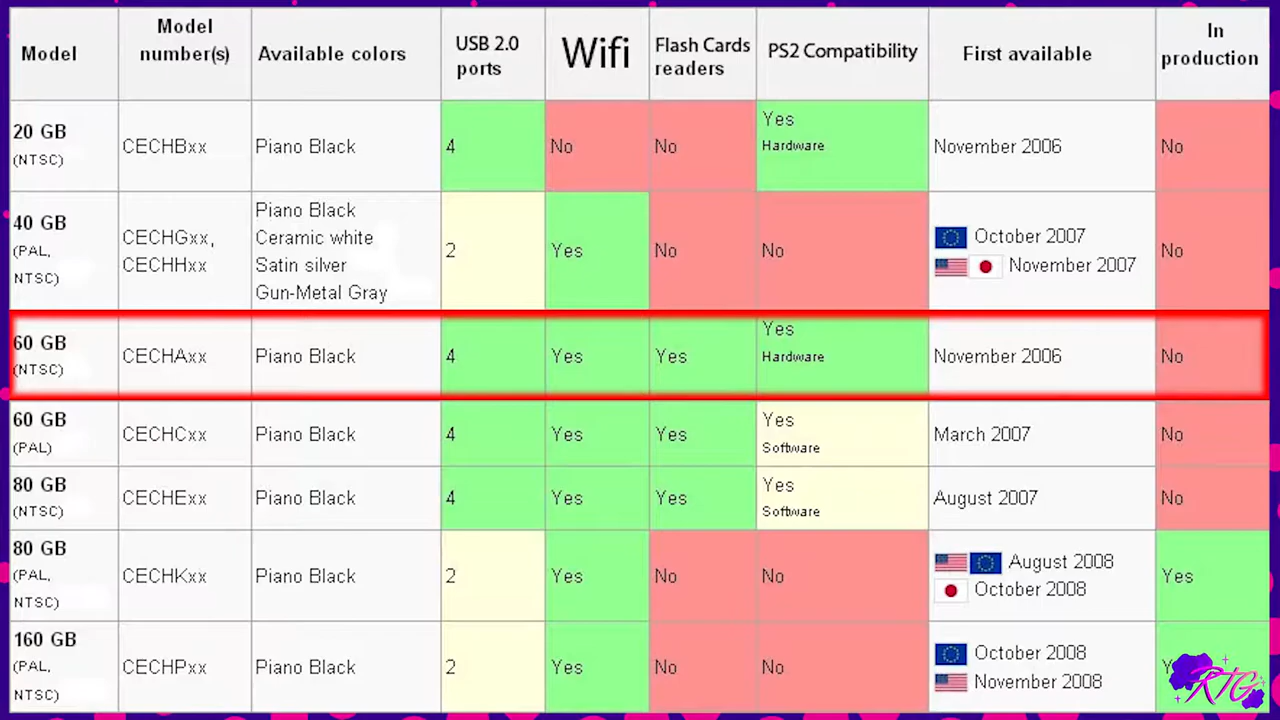 Model
Model
number(s)
Available colors
USB 2.0
ports
Wifi
Flash Cards
readers
PS2 Compatibility
First available
In
production
20 GB
(NTSC)
CECHBxx
Piano Black
4
No
No
Yes
Hardware
November 2006
No
40 GB
(PAL,
NTSC)
CECHGxx,
CECHHxx
Piano Black
Ceramic white
Satin silver
Gun-Metal Gray
2
Yes
No
No
October 2007
November 2007
No
60 GB
(NTSC)
CECHAxx
Piano Black
4
Yes
Yes
Yes
Hardware
November 2006
No
60 GB
(PAL)
CECHCxx
Piano Black
4
Yes
Yes
Yes
Software
March 2007
No
80 GB
(NTSC)
CECHExx
Piano Black
4
Yes
Yes
Yes
Software
August 2007
No
80 GB
(PAL,
NTSC)
CECHKxx
Piano Black
2
Yes
No
No
August 2008
October 2008
Yes
160 GB
(PAL,
NTSC)
CECHPxx
Piano Black
2
Yes
No
No
October 2008
November 2008
RTG